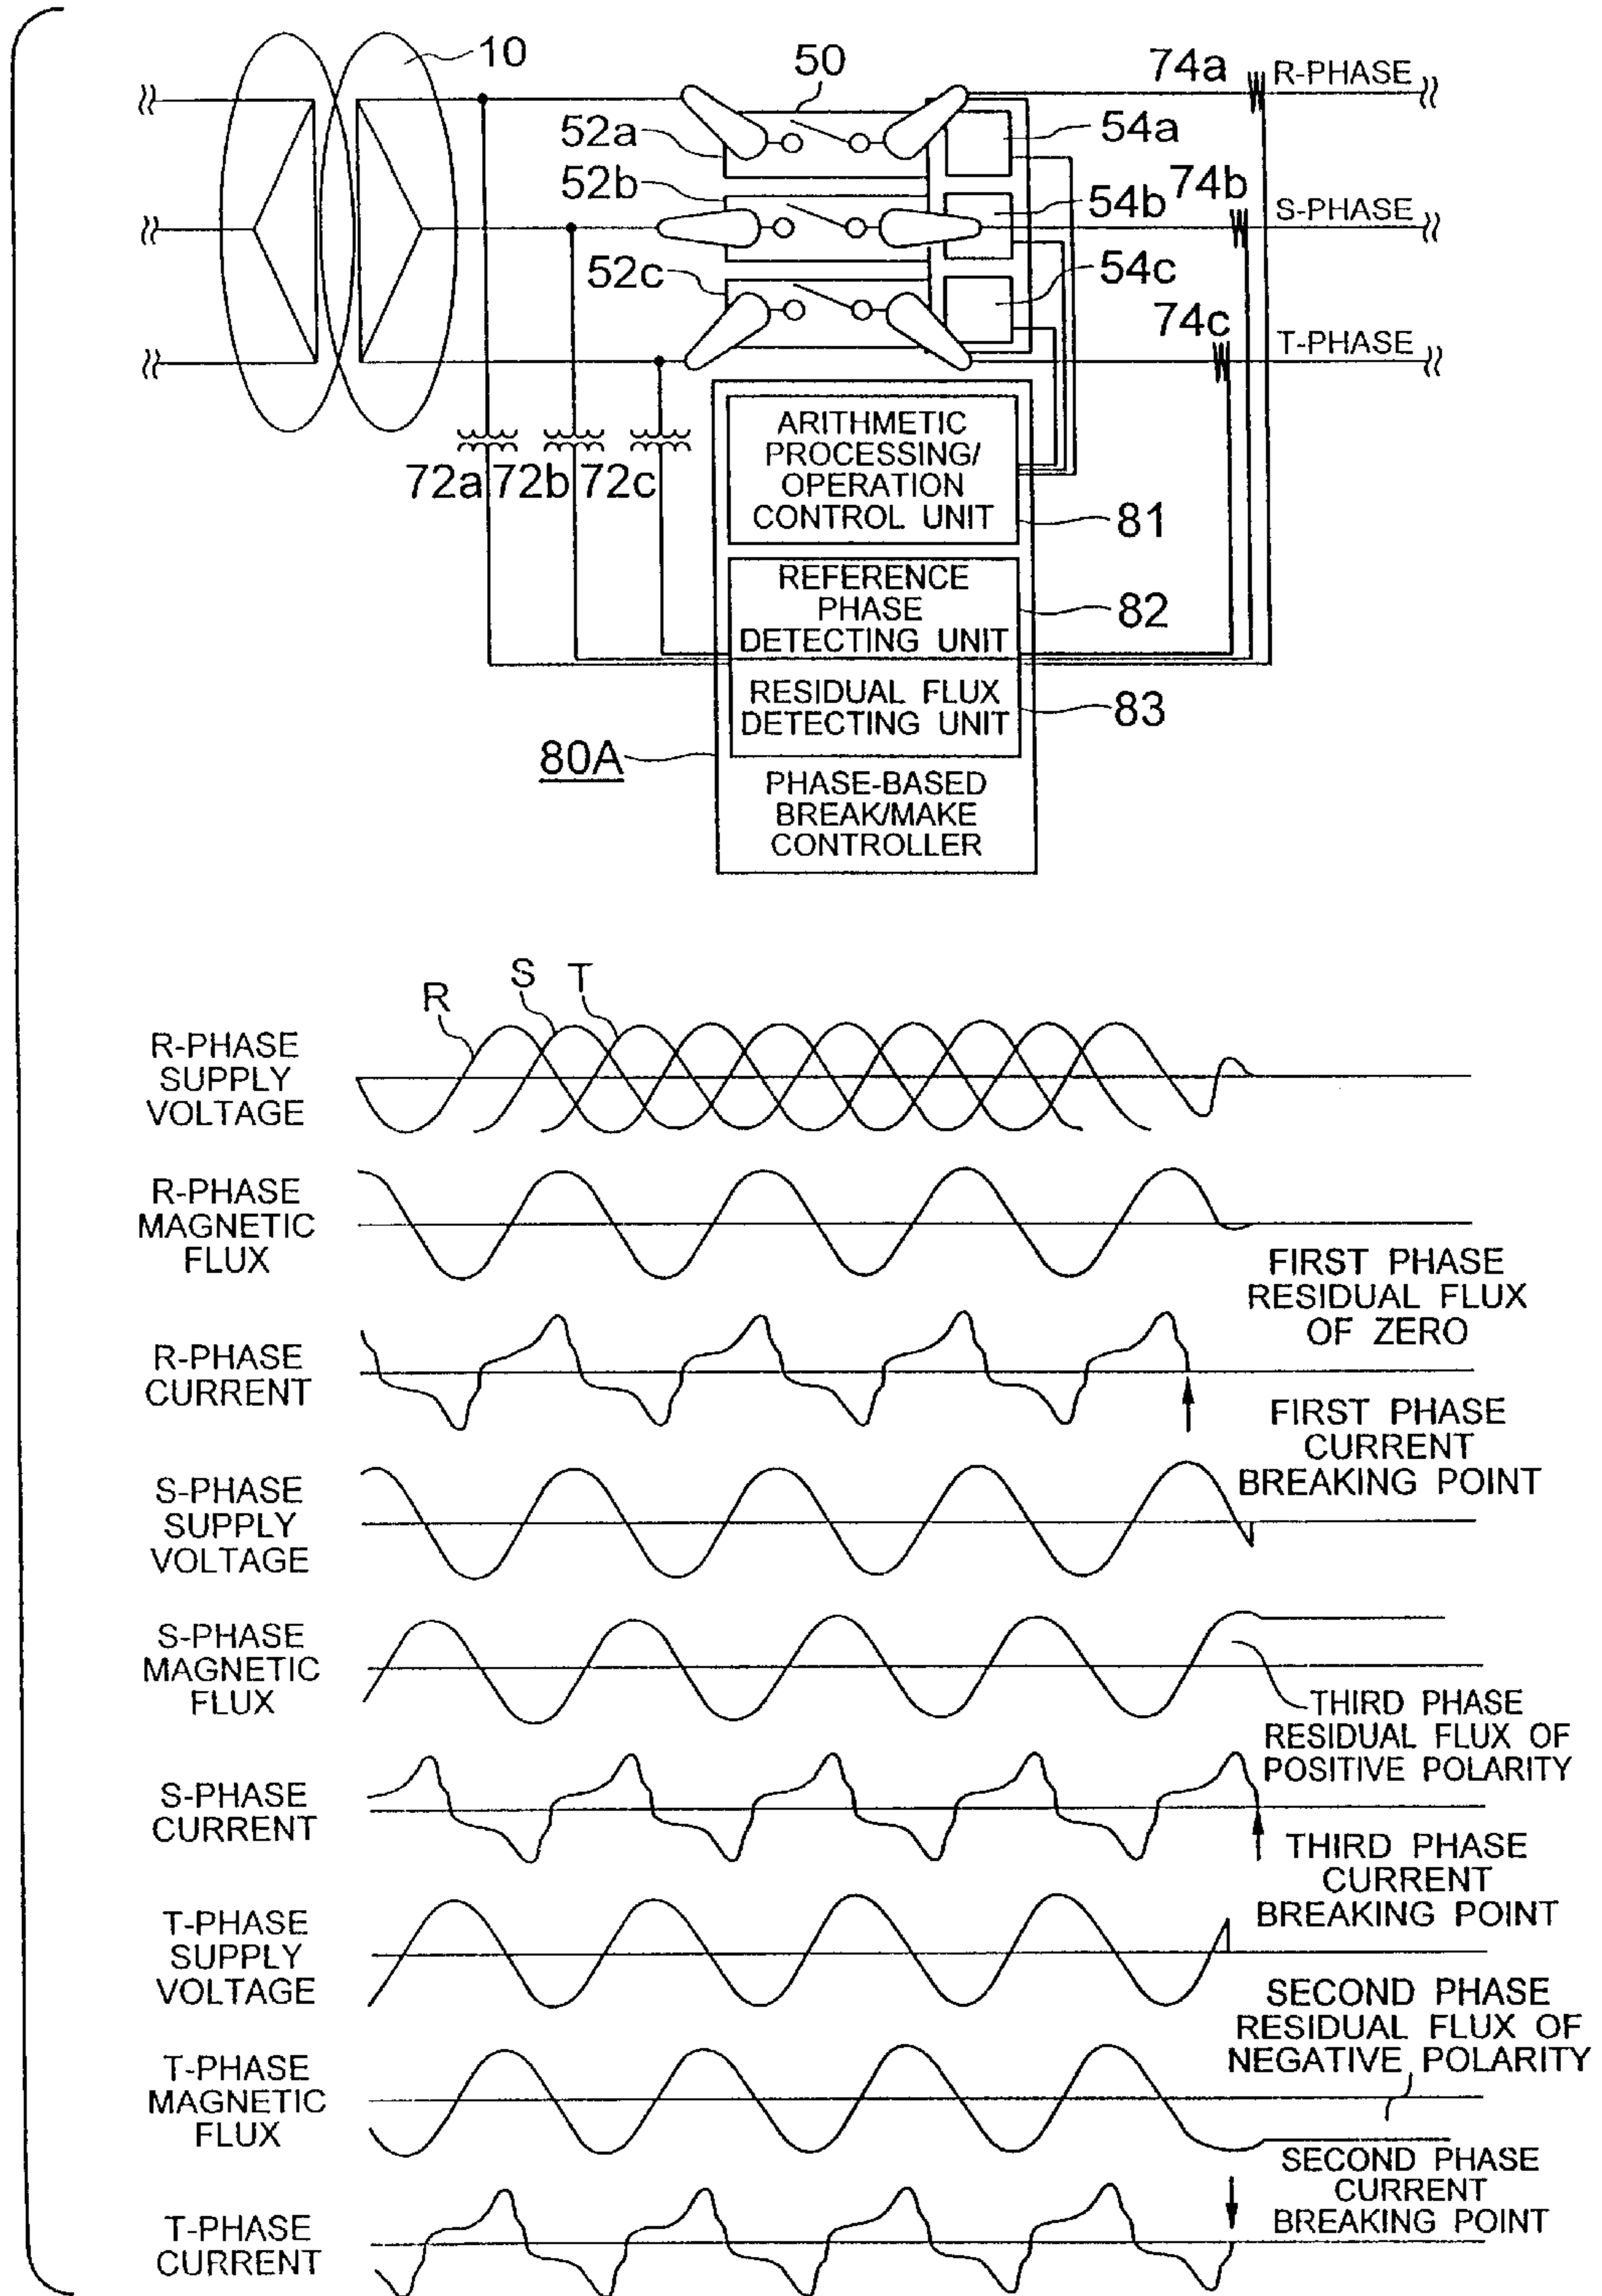 10
50
74a
R-PHASE
52a
54a
52b
74b
54b
S-PHASE
52c
54c
74c
T-PHASE
72a 72b 72c
ARITHMETIC
PROCESSING/
OPERATION
CONTROL UNIT
81
REFERENCE
PHASE
DETECTING UNIT
82
RESIDUAL FLUX
DETECTING UNIT
83
80A
PHASE-BASED
BREAK/MAKE
CONTROLLER
R
S
T
R-PHASE
SUPPLY
VOLTAGE
R-PHASE
MAGNETIC
FLUX
FIRST PHASE
RESIDUAL FLUX
OF ZERO
R-PHASE
CURRENT
FIRST PHASE
CURRENT
BREAKING POINT
S-PHASE
SUPPLY
VOLTAGE
S-PHASE
MAGNETIC
FLUX
THIRD PHASE
RESIDUAL FLUX OF
POSITIVE POLARITY
S-PHASE
CURRENT
THIRD PHASE
CURRENT
BREAKING POINT
T-PHASE
SUPPLY
VOLTAGE
SECOND PHASE
RESIDUAL FLUX OF
NEGATIVE POLARITY
T-PHASE
MAGNETIC
FLUX
SECOND PHASE
CURRENT
BREAKING POINT
T-PHASE
CURRENT